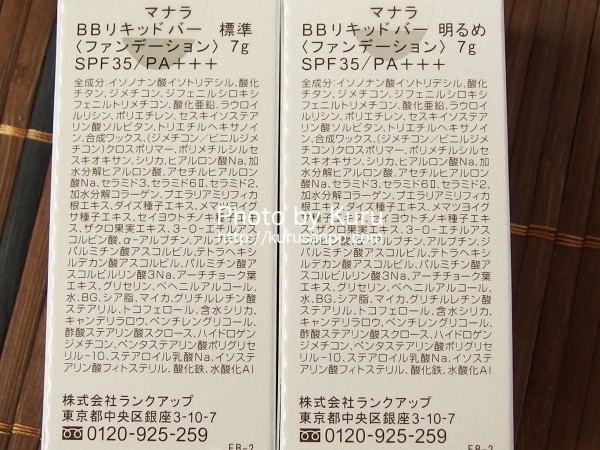 マナラ
BBリキッドバー 標準
〈ファンデーション〉 7g
SPF35/PA+++
全成分:イソノナン酸イソトリデシル、酸化
チタン、ジメチコン、ジフェニルシロキシ
フェニルトリメチコン、酸化亜鉛、ラウロイ
ルリシン、ポリエチレン、セスキイソステア
リン酸ソルビタン、トリエチルヘキサノイ
ン、合成ワックス、(ジメチコン/ビニルジメ
チコン)クロスポリマー、ポリメチルシルセ
スキオキサン、シリカ、ヒアルロン酸Na、加
水分解ヒアルロン酸、アセチルヒアルロン
酸Na、セラミド3、セラミド6Ⅱ、セラミド2、
加水分解コラーゲン、プエラリアミリフィカ
根エキス、ダイズ種子エキス、メマツヨイグ
サ種子エキス、セイヨウトチノキ種子エキ
ス、ザクロ果実エキス、3-O-エチルアス
コルビン酸、α-アルブチン、アルブチン、ジ
パルミチン酸アスコルビル、テトラヘキシ
ルデカン酸アスコルビル、パルミチン酸ア
スコルビルリン酸3Na、アーチチョーク葉
エキス、グリセリン、ベヘニルアルコール、
水、BG、シア脂、マイカ、グリチルレチン酸
ステアリル、トコフェロール、含水シリカ、
キャンデリラロウ、ペンチレングリコール、
酢酸ステアリン酸スクロース、ハイドロゲン
ジメチコン、ペンタステアリン酸ポリグリセ
リル-10、ステアロイル乳酸Na、イソステ
アリン酸フィトステリル、酸化鉄、水酸化Al
株式会社ランクアップ
東京都中央区銀座3-10-7
0120-925-259
FB-2
マナラ
BBリキッドバー 明るめ
〈ファンデーション〉 7g
SPF35/PA+++
全成分:イソノナン酸イソトリデシル、酸化
チタン、ジメチコン、ジフェニルシロキシ
フェニルトリメチコン、酸化亜鉛、ラウロイ
ルリシン、ポリエチレン、セスキイソステア
リン酸ソルビタン、トリエチルヘキサノイ
ン、合成ワックス、(ジメチコン/ビニルジメ
チコン)クロスポリマー、ポリメチルシルセ
スキオキサン、シリカ、ヒアルロン酸Na、加
水分解ヒアルロン酸、アセチルヒアルロン
酸Na、セラミド3、セラミド6Ⅱ、セラミド2、
加水分解コラーゲン、プエラリアミリフィカ
根エキス、ダイズ種子エキス、メマツヨイグ
サ種子エキス、セイヨウトチノキ種子エキ
ス、ザクロ果実エキス、3-O-エチルアス
コルビン酸、α-アルブチン、アルブチン、ジ
パルミチン酸アスコルビル、テトラヘキシ
ルデカン酸アスコルビル、パルミチン酸ア
スコルビルリン酸3Na、アーチチョーク葉
エキス、グリセリン、ベヘニルアルコール、
水、BG、シア脂、マイカ、グリチルレチン酸
ステアリル、トコフェロール、含水シリカ、
キャンデリラロウ、ペンチレングリコール、
酢酸ステアリン酸スクロース、ハイドロゲン
ジメチコン、ペンタステアリン酸ポリグリセ
リル-10、ステアロイル乳酸Na、イソステ
アリン酸フィトステリル、酸化鉄、水酸化Al
株式会社ランクアップ
東京都中央区銀座3-10-7
0120-925-259
Photo by Kuru